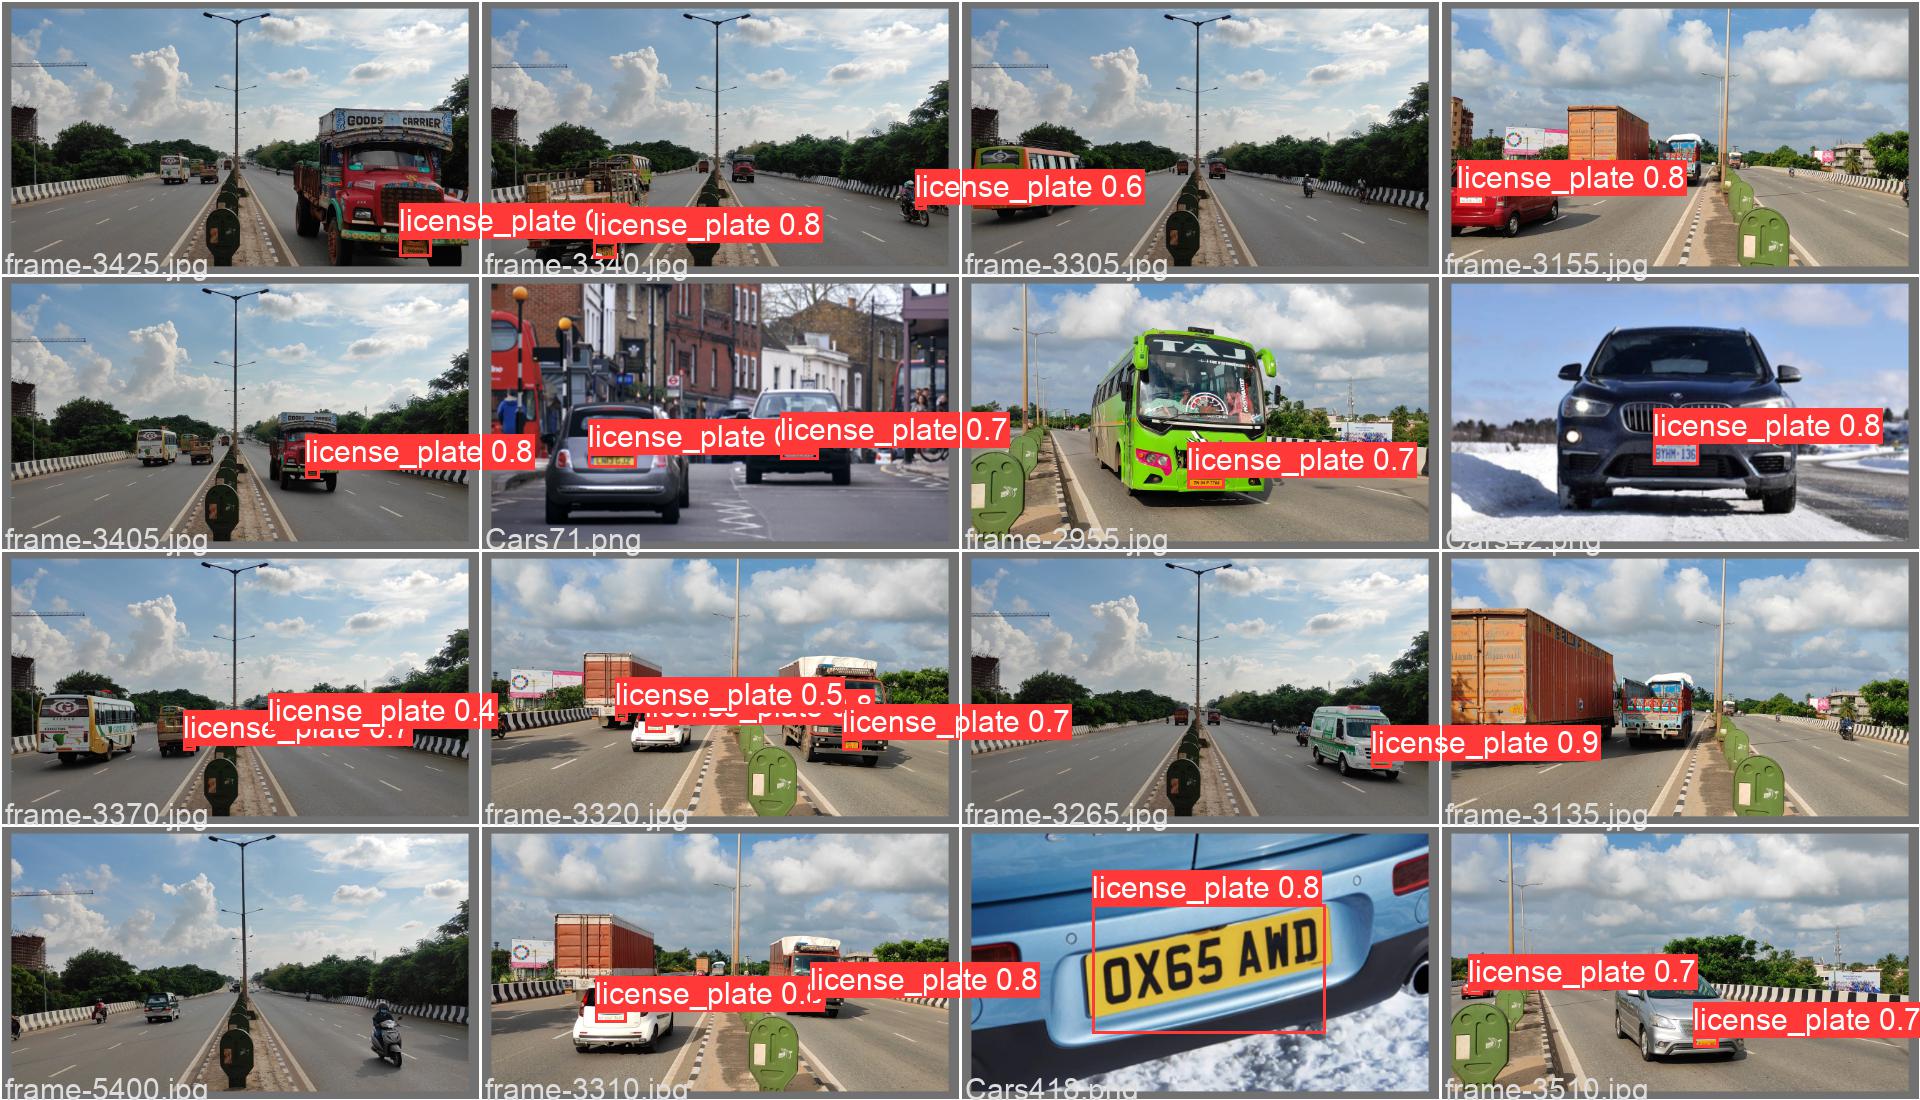 GOODS CARRIER
license_plate 0.8
license_plate 0.6
license_plate 0.8
frame-3425.jpg
frame-3340.jpg
frame-3305.jpg
frame-3155.jpg
license_plate 0.8
license_plate
license_plate 0.7
TAJ
license_plate 0.7
license_plate 0.8
BYHM·136
frame-3405.jpg
Cars71.png
frame-2955.jpg
Cars42.png
license_plate 0.4
license_plate 0.5
license_plate 0.7
license_plate 0.9
frame-3370.jpg
frame-3320.jpg
frame-3265.jpg
frame-3135.jpg
license_plate
license_plate 0.8
license_plate 0.8
OX65 AWD
license_plate 0.7
license_plate 0.7
frame-5400.jpg
frame-3310.jpg
Cars418.png
frame-3510.jpg